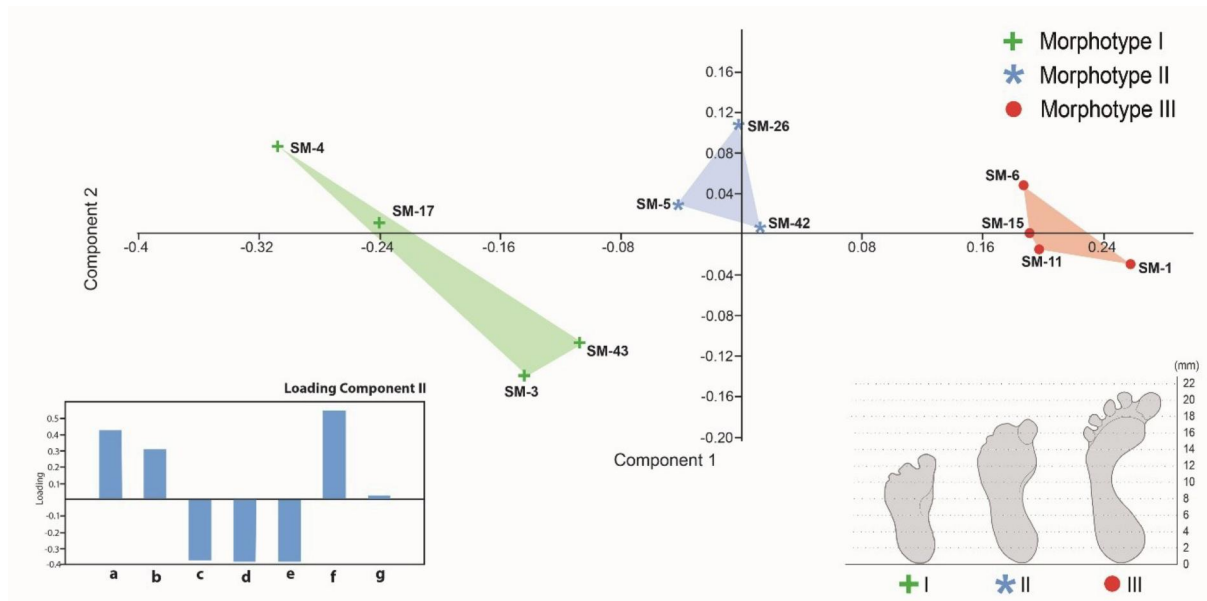 Morphotype I
Morphotype II
Morphotype III
0.16
0.12
0.08
0.04
-0.04
-0.08
-0.12
-0.16
-0.20
-0.4
-0.32
-0.24
-0.16
-0.08
0.08
0.16
0.24
Component 2
Component 1
SM-4
SM-17
SM-43
SM-3
SM-26
SM-5
SM-42
SM-6
SM-15
SM-11
SM-1
Loading Component II
Loading
0.5
0.4
0.3
0.2
0.1
-0.1
-0.2
-0.3
-0.4
a b c d e f g
(mm)
22
20
18
16
14
12
10
8
6
4
2
0
I II III